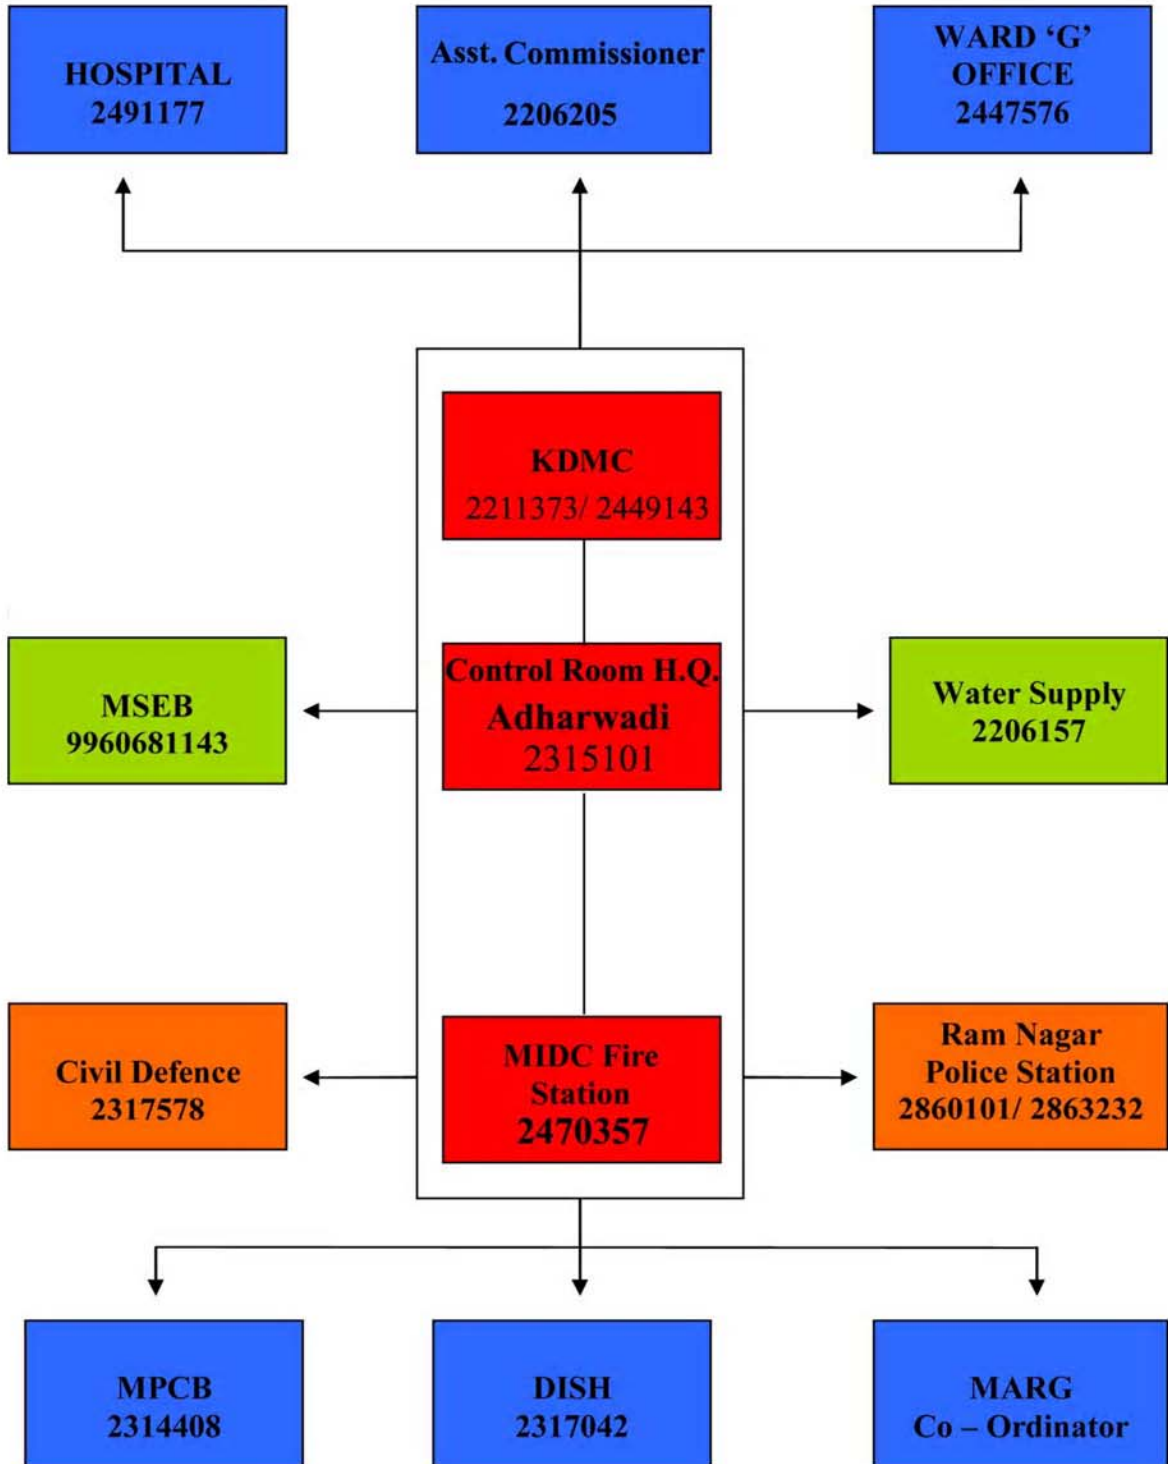 HOSPITAL
2491177
Asst. Commissioner
2206205
WARD ‘G’
OFFICE
2447576
KDMC
2211373/ 2449143
MSEB
9960681143
Control Room H.Q.
Adharwadi
2315101
Water Supply
2206157
Civil Defence
2317578
MIDC Fire
Station
2470357
Ram Nagar
Police Station
2860101/ 2863232
MPCB
2314408
DISH
2317042
MARG
Co – Ordinator